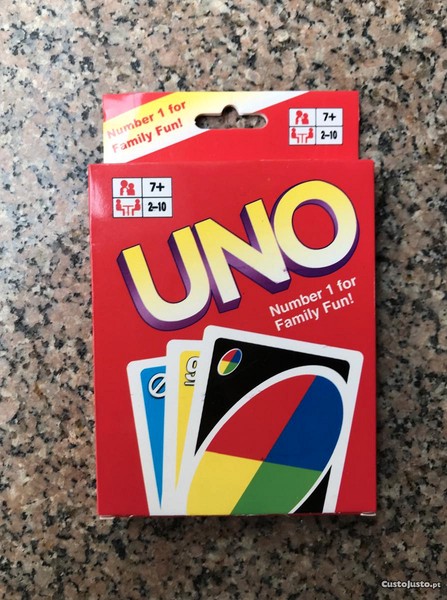 Number 1 for
Family Fun!
7+
2-10
7+
2-10
UNO
Number 1 for
Family Fun!
CustoJusto.pt